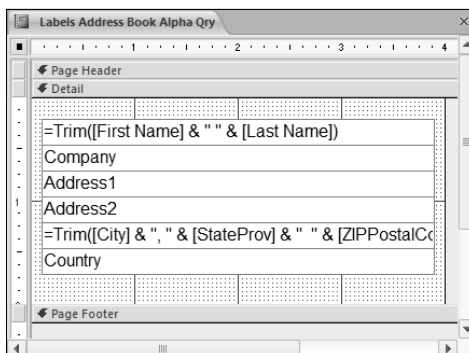 Labels Address Book Alpha Qry
1 2 3 4
Page Header
Detail
=Trim([First Name] & " " & [Last Name])
Company
Address1
1
Address2
=Trim([City] & ", " & [StateProv] & "  " & [ZIPPostalCo
Country
Page Footer